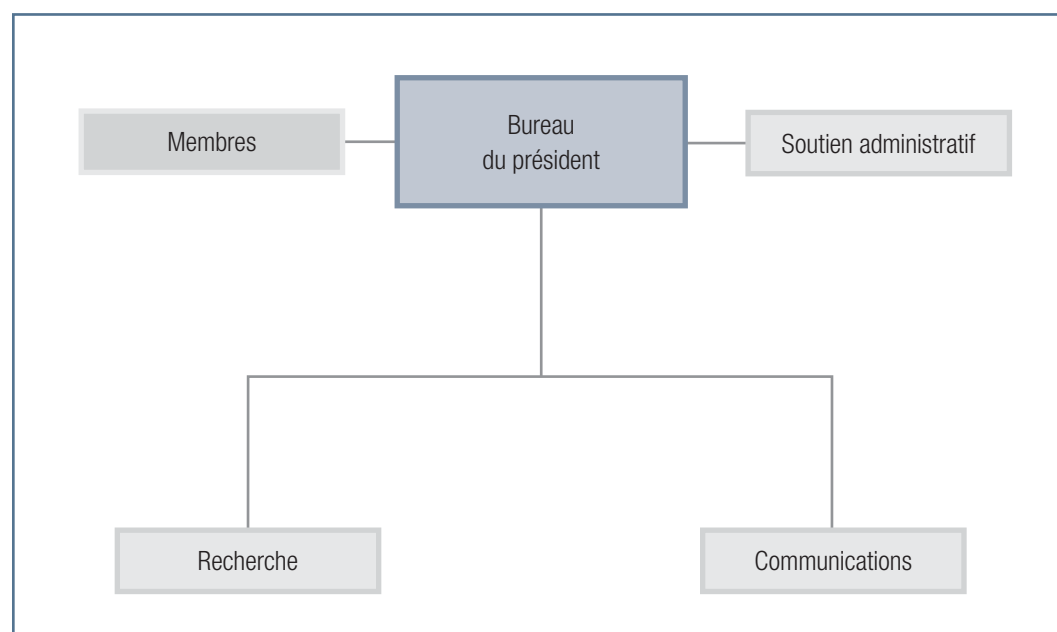 Membres
Bureau
du président
Soutien administratif
Recherche
Communications